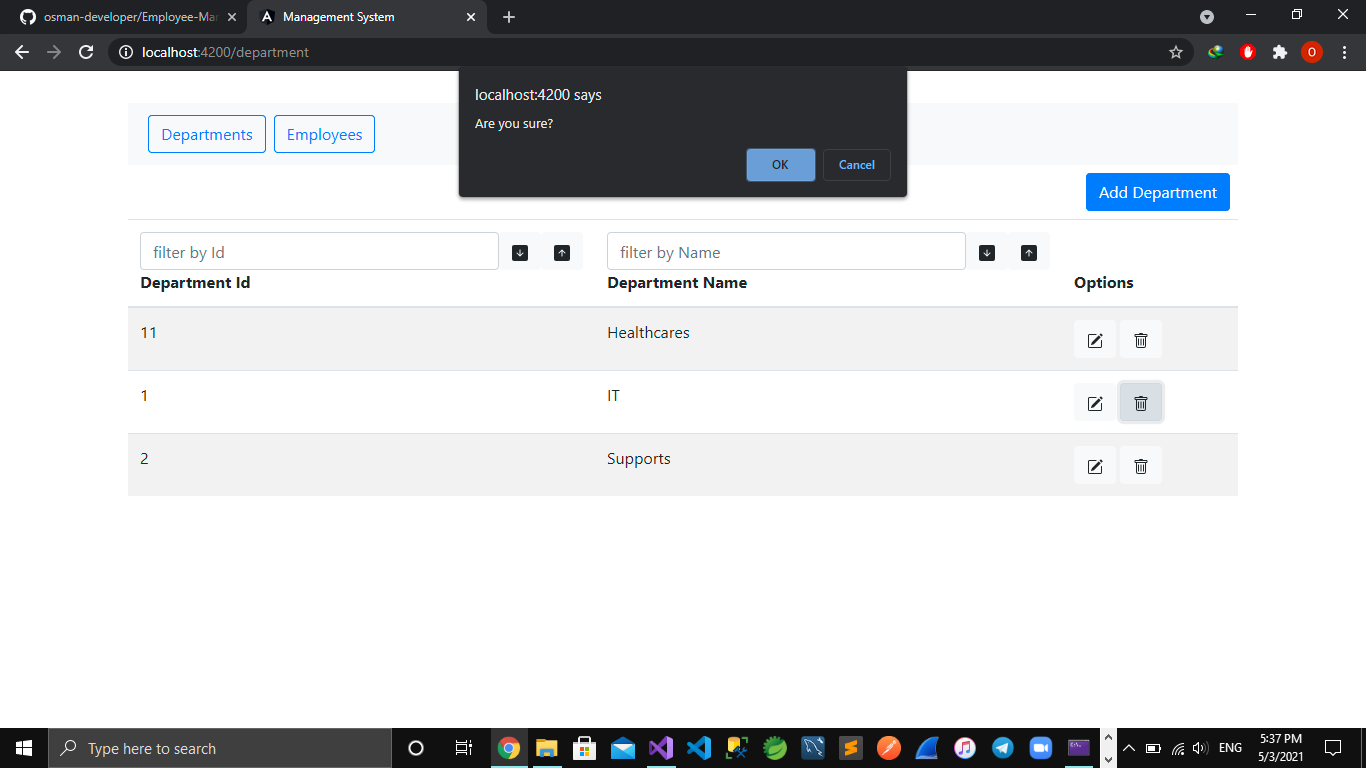 osman-developer/Employee-Mar
Management System
localhost:4200/department
O
localhost:4200 says
Are you sure?
OK
Cancel
Departments
Employees
Add Department
filter by Id
filter by Name
Department Id
Department Name
Options
11
Healthcares
1
IT
2
Supports
Type here to search
ENG
5:37 PM
5/3/2021